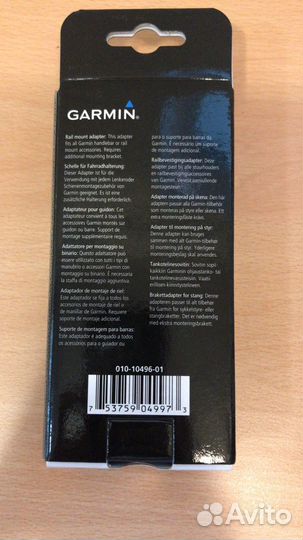 GARMIN
Rail mount adapter: This adapter
fits all Garmin handlebar or rail
mount accessories. Requires
additional mounting bracket.
Schelle für Fahrradhalterung:
Dieser Adapter ist für die
Verwendung mit jedem Lenkeroder
Schienenmontagezubehör von
Garmin geeignet. Es ist eine
zusätzliche Halterung erforderlich.
Adaptateur pour guidon: Cet
adaptateur convient à tous les
accessoires Garmin montés sur
guidon ou barre. Support de
montage supplémentaire requis.
Adattatore per montaggio su
binario: Questo adattatore può
essere utilizzato con tutti i tipi di
manubrio o accessori Garmin con
montaggio su binario. È necessaria
la staffa di montaggio aggiuntiva.
Adaptador de montaje de riel:
Este adaptador se fija a todos los
accesorios de montaje de riel o
de manillar de Garmin. Requiere
soporte de montaje adicional.
Suporte de montagem para barras:
Este adaptador é adequado a todos
os acessórios para o guiador ou
para o suporte para barras da
Garmin. É necessário um suporte de
montagem adicional.
Railbevestigingsadapter: Deze
adapter past bij alle stuurhouders
en railbevestigingsaccessoires
van Garmin. Vereist aanvullende
montagesteun.
Adapter monterad på skena: Den här
adaptern passar alla Garmin-tillbehör
som monteras på styre eller skena. Ett
extra monteringsfäste krävs.
Adapter til montering på styr:
Denne adapter kan bruges
sammen med alt Garmin-tilbehør
til montering på styr. Yderligere
monteringsbeslag skal anvendes.
Tankotelinesovitin: Sovitin sopii
kaikkiin Garminin ohjaustanko- tai
tankotelinevarusteisiin. Vaatii
erillisen kiinnitystelineen.
Brakettadapter for stang: Denne
adapteren passer til alt tilbehør
fra Garmin for sykkelstyre- eller
stangbraketter. Det er nødvendig
med ekstra monteringsbrakett.
010-10496-01
7 53759 04997 3
Avito